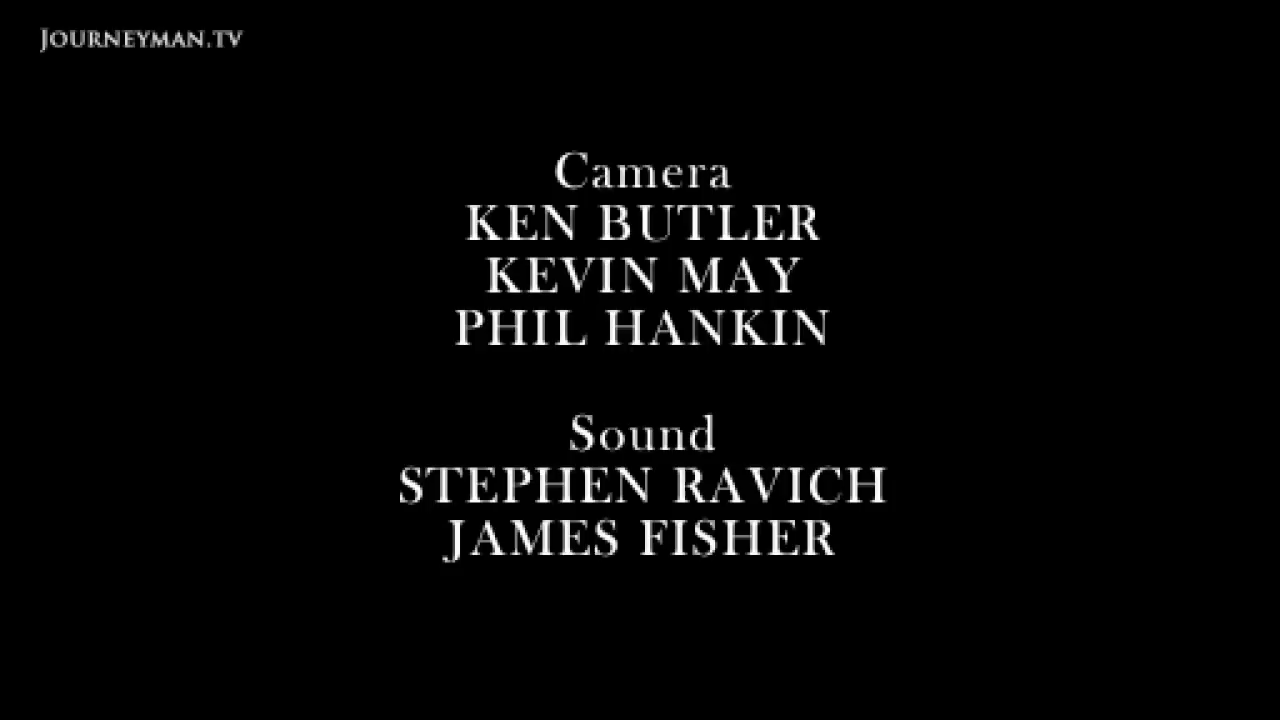 JOURNEYMAN.TV
Camera
KEN BUTLER
KEVIN MAY
PHIL HANKIN
Sound
STEPHEN RAVICH
JAMES FISHER